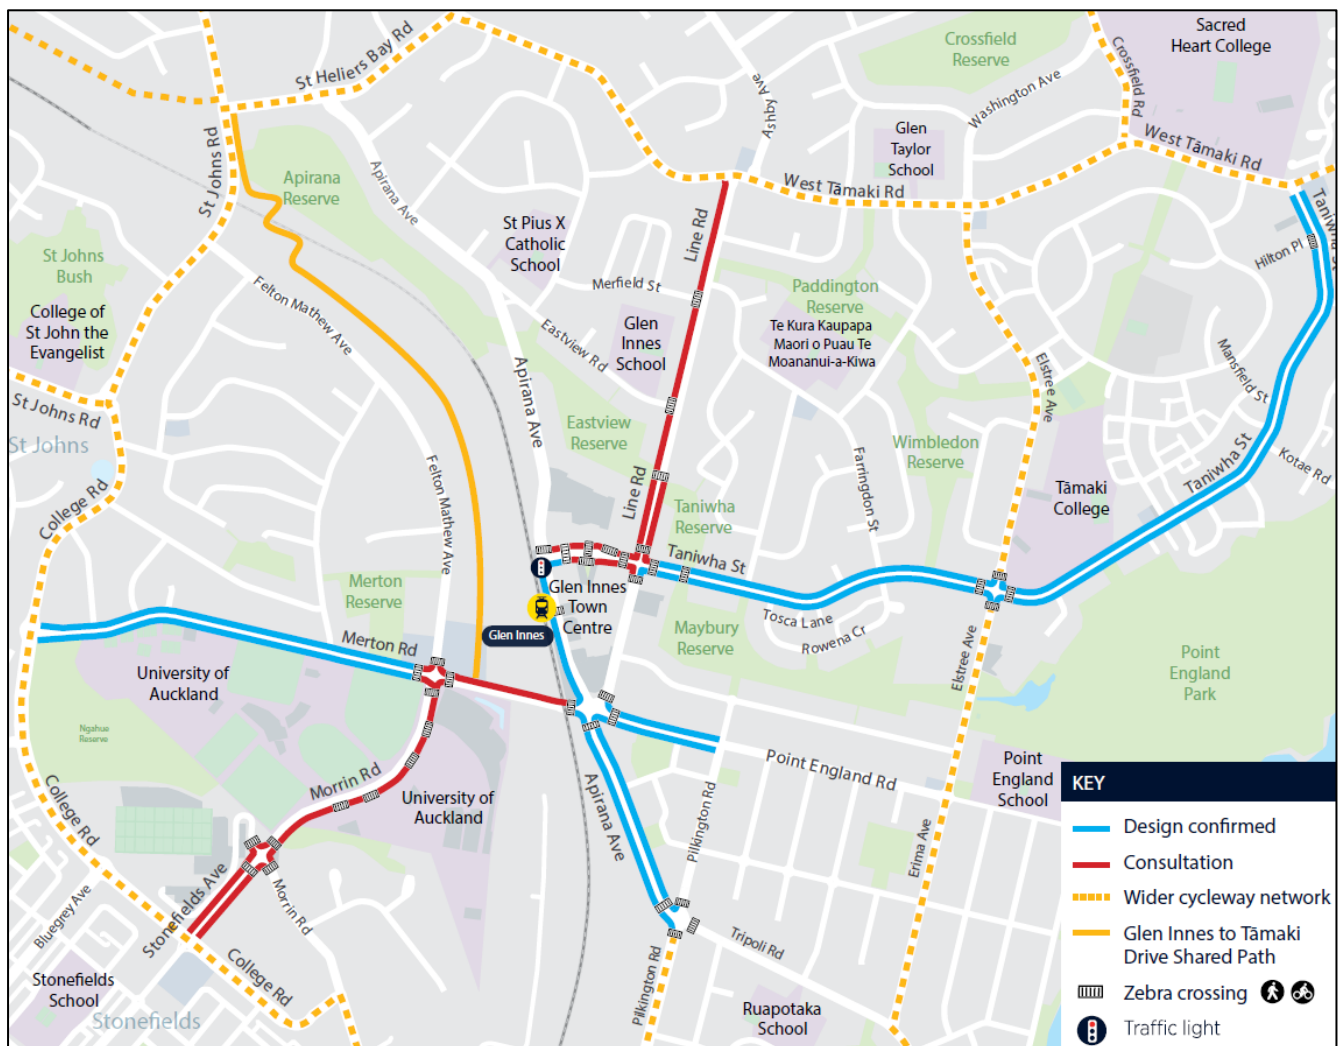 St Heliers Bay Rd
Crossfield
Reserve
Crossfield Rd
Sacred
Heart College
Ashby Ave
Washington Ave
St Johns Rd
Apirana
Reserve
Apirana Ave
Glen
Taylor
School
West Tāmaki Rd
West Tāmaki Rd
St Pius X
Catholic
School
Line Rd
Taniwha
Hilton Pl
St Johns
Bush
College of
St John the
Evangelist
Felton Mathew Ave
Merfield St
Paddington
Reserve
Te Kura Kaupapa
Maori o Puau Te
Moananui-a-Kiwa
Glen
Innes
School
Eastview Rd
Apirana Ave
Elstree Ave
Mansfield St
St Johns Rd
St Johns
Eastview
Reserve
Wimbledon
Reserve
Farringdon St
Taniwha St
Kotae Rd
College Rd
Felton Mathew Ave
Line Rd
Taniwha
Reserve
Tāmaki
College
Taniwha St
Merton
Reserve
Glen Innes
Town
Centre
Glen Innes
Tosca Lane
Rowena Cr
Maybury
Reserve
Merton Rd
University of
Auckland
Elstree Ave
Point
England
Park
Ngahue
Reserve
Point England Rd
Point
England
School
Morrin Rd
University of
Auckland
Apirana Ave
Pilkington Rd
Erima Ave
College Rd
Stonefields Ave
Morrin Rd
Bluegrey Ave
Tripoli Rd
Pilkington Rd
College Rd
Stonefields
School
Stonefields
Ruapotaka
School
KEY
Design confirmed
Consultation
Wider cycleway network
Glen Innes to Tāmaki
Drive Shared Path
Zebra crossing
Traffic light